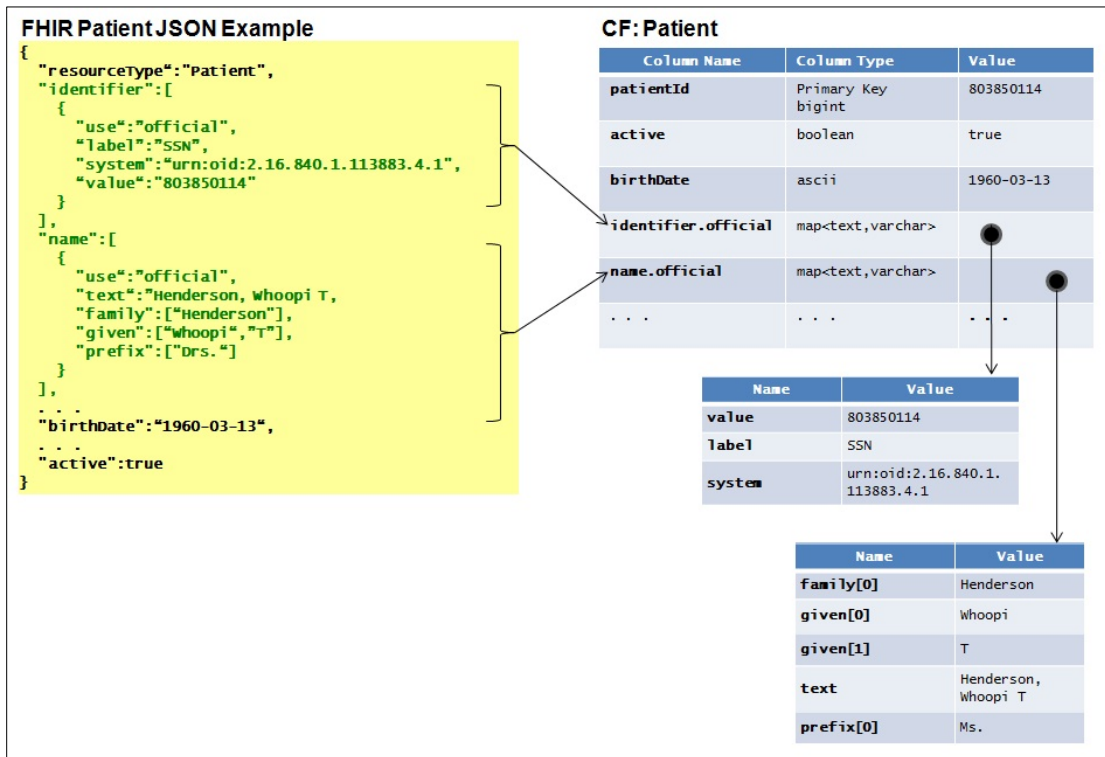 FHIR Patient JSON Example
{
"resourceType“:"Patient",
"identifier":[
{
"use“:"official",
“label":”SSN”,
"system":“urn:oid:2.16.840.1.113883.4.1",
“value“:"803850114"
}
],
"name":[
{
"use“:”official",
"text“:”Henderson, Whoopi T,
"family":[“Henderson"],
"given":[“Whoopi“,”T”],
"prefix":["Drs.“]
}
],
. . .
"birthDate":“1960-03-13“,
. . .
"active":true
}
CF: Patient
Column Name Column Type Value
patientId Primary Key bigint 803850114
active boolean true
birthDate ascii 1960-03-13
identifier.official map<text,varchar>
name.official map<text,varchar>
. . . . . . . . .
Name Value
value 803850114
label SSN
system urn:oid:2.16.840.1.
113883.4.1
Name Value
family[0] Henderson
given[0] Whoopi
given[1] T
text Henderson,
Whoopi T
prefix[0] Ms.